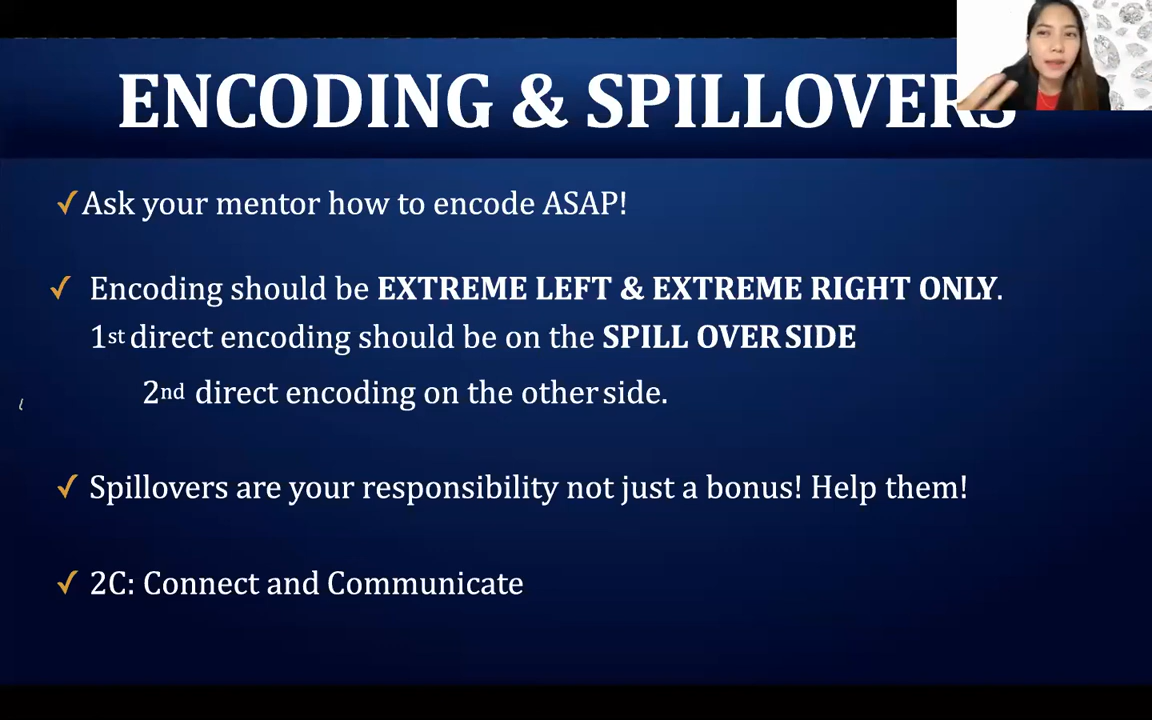 ENCODING & SPILLOVERS
✓ Ask your mentor how to encode ASAP!
✓ Encoding should be EXTREME LEFT & EXTREME RIGHT ONLY.
1st direct encoding should be on the SPILL OVER SIDE
2nd direct encoding on the other side.
✓ Spillovers are your responsibility not just a bonus! Help them!
✓ 2C: Connect and Communicate